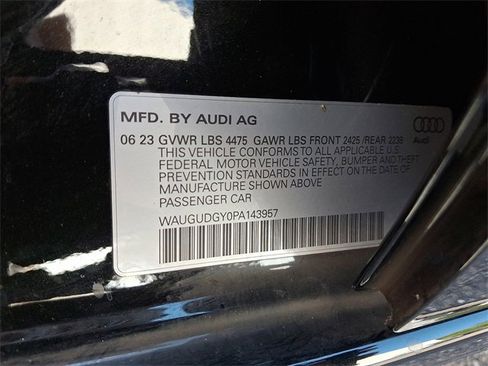 MFD. BY AUDI AG
06 23 GVWR LBS 4475 GAWR LBS FRONT 2425 /REAR 2238
THIS VEHICLE CONFORMS TO ALL APPLICABLE U.S
FEDERAL MOTOR VEHICLE SAFETY, BUMPER AND THEFT
PREVENTION STANDARDS IN EFFECT ON THE DATE OF
MANUFACTURE SHOWN ABOVE
PASSENGER CAR
WAUGUDGY0PA143957
Audi